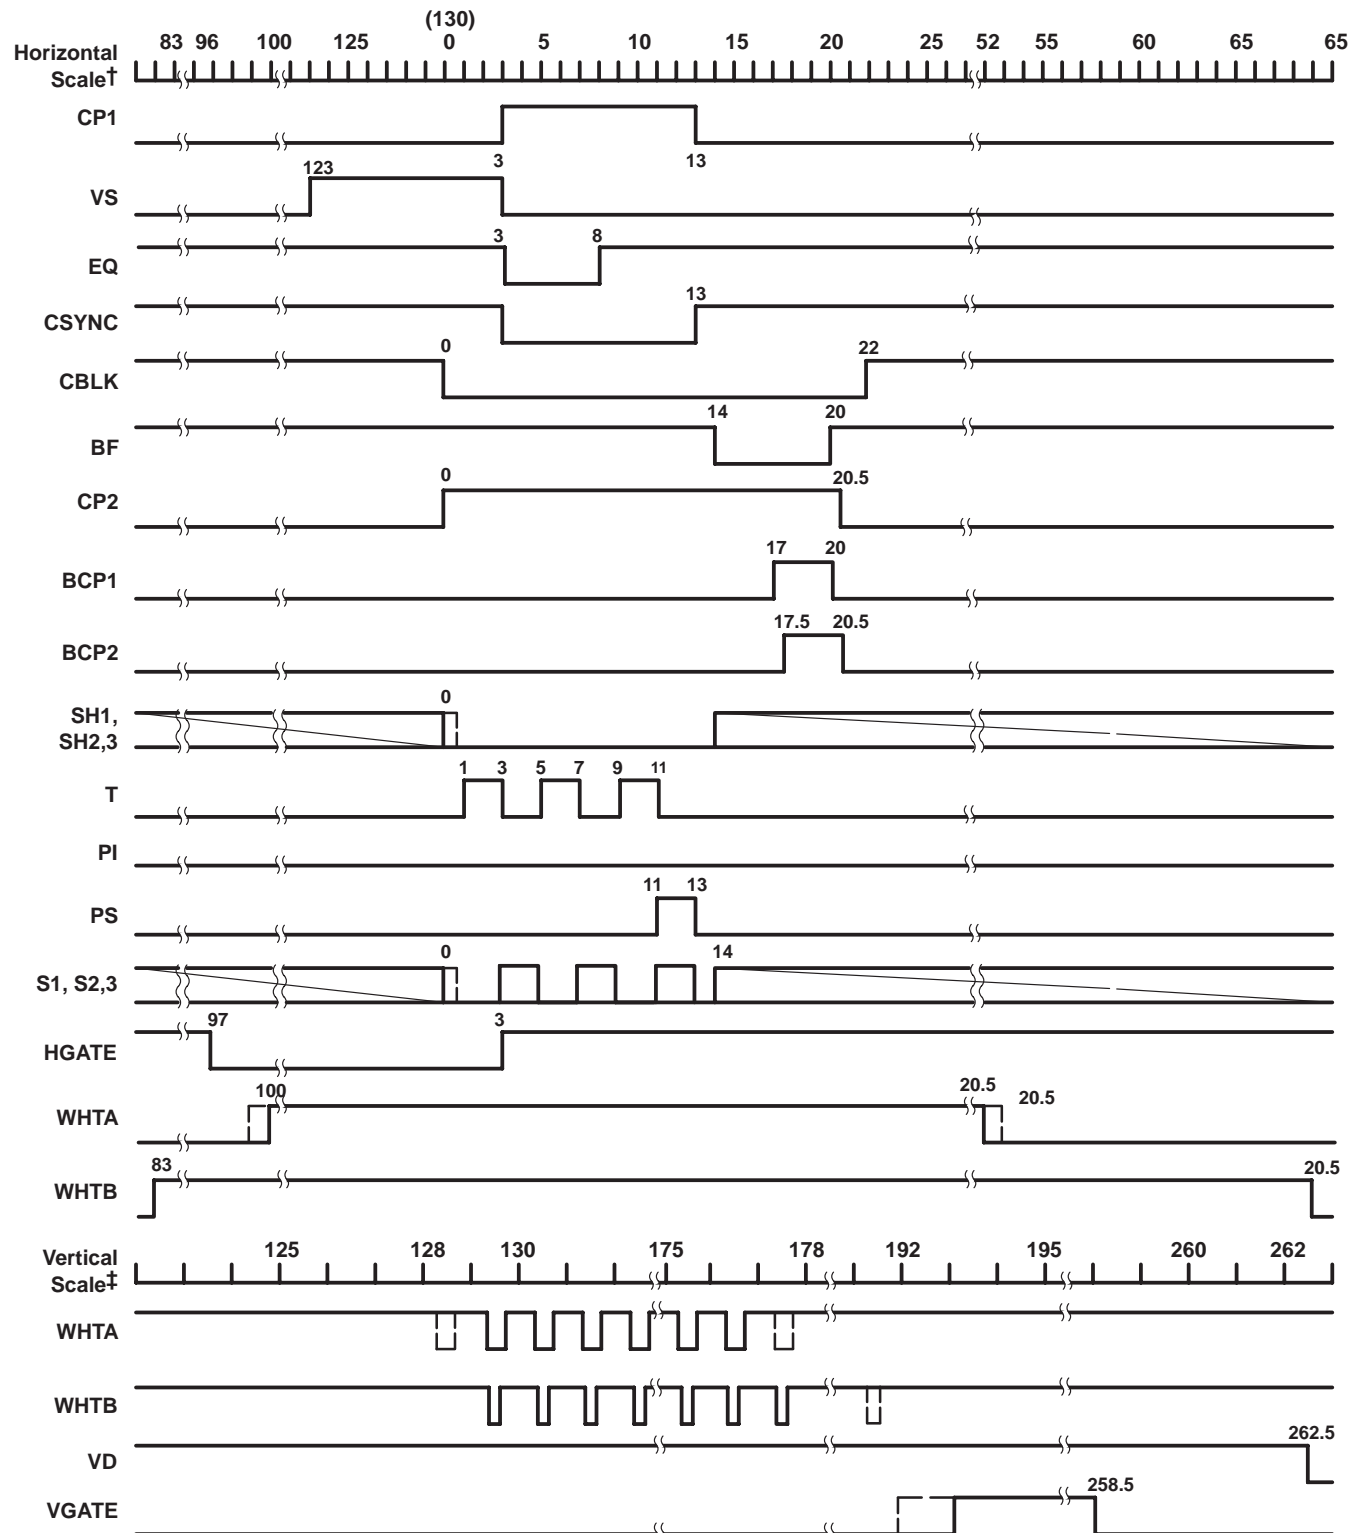 (130)
Horizontal 83 96 100 125 0 5 10 15 20 25 52 55 60 65 65
Scale†
CP1
3 13
123
VS
3 8
EQ
13
CSYNC
0 22
CBLK
14 20
BF
0 20.5
CP2
17 20
BCP1
17.5 20.5
BCP2
0
SH1,
SH2,3
1 3 5 7 9 11
T
PI
11 13
PS
0 14
S1, S2,3
97 3
HGATE
100 20.5 20.5
WHTA
83 20.5
WHTB
Vertical 125 128 130 175 178 192 195 260 262
Scale‡
WHTA
WHTB
262.5
VD
258.5
VGATE